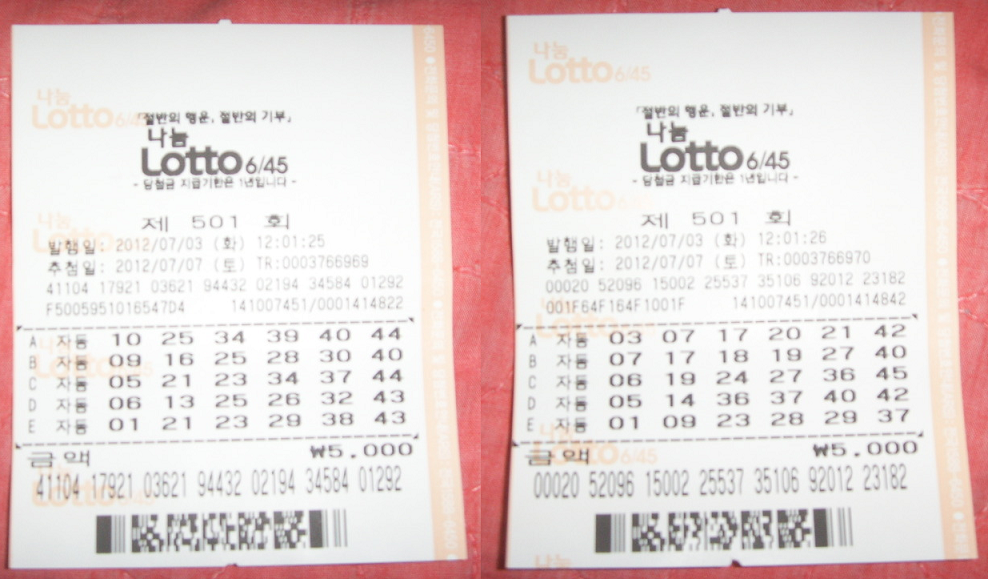 나눔
Lotto 6/45
「절반의 행운, 절반의 기부」
나눔
Lotto 6/45
- 당첨금 지급기한은 1년입니다 -
제 501 회
발행일: 2012/07/03 (화) 12:01:25
추첨일: 2012/07/07 (토) TR:0003766969
41104 17921 03621 94432 02194 34584 01292
F5005951016547D4 141007451/0001414822
A 자동 10 25 34 39 40 44
B 자동 09 16 25 28 30 40
C 자동 05 21 23 34 37 44
D 자동 06 13 25 26 32 43
E 자동 01 21 23 29 38 43
금액 ₩5,000
41104 17921 03621 94432 02194 34584 01292
나눔
Lotto 6/45
「절반의 행운, 절반의 기부」
나눔
Lotto 6/45
- 당첨금 지급기한은 1년입니다 -
제 501 회
발행일: 2012/07/03 (화) 12:01:26
추첨일: 2012/07/07 (토) TR:0003766970
00020 52096 15002 25537 35106 92012 23182
001F64F164F1001F 141007451/0001414842
A 자동 03 07 17 20 21 42
B 자동 07 17 18 19 27 40
C 자동 06 19 24 27 36 45
D 자동 05 14 36 37 40 42
E 자동 01 09 23 28 29 37
금액 ₩5,000
00020 52096 15002 25537 35106 92012 23182